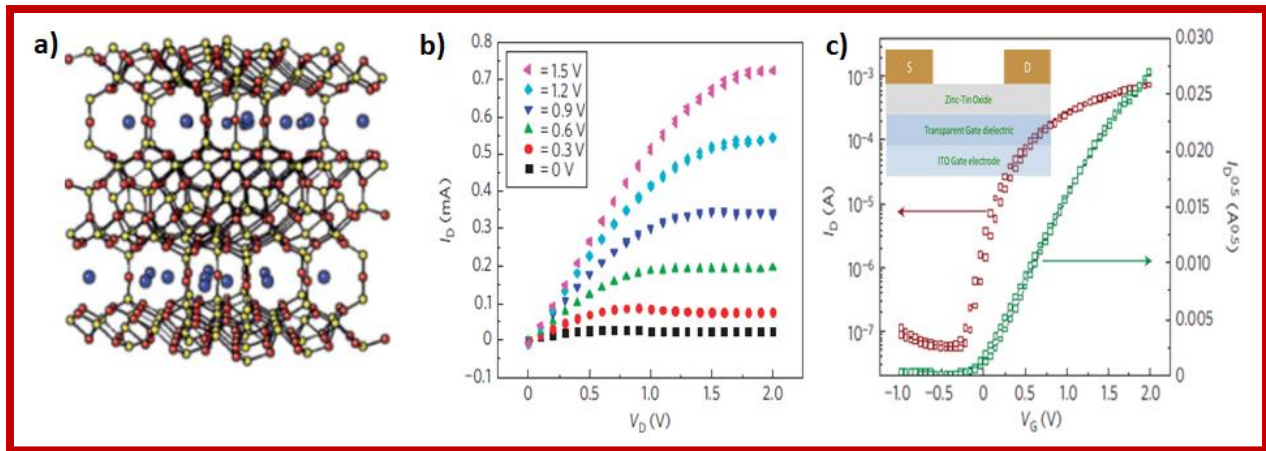 a)
b)
0.8
0.7
0.6
0.5
0.4
0.3
0.2
0.1
0
−0.1
= 1.5 V
= 1.2 V
= 0.9 V
= 0.6 V
= 0.3 V
= 0 V
I_D (mA)
0 0.5 1.0 1.5 2.0
V_D (V)
c)
10⁻³
10⁻⁴
10⁻⁵
10⁻⁶
10⁻⁷
I_D (A)
S D
Zinc-Tin Oxide
Transparent Gate dielectric
ITO Gate electrode
0.030
0.025
0.020
0.015
0.010
0.005
0
I_D^0.5 (A^0.5)
−1.0 −0.5 0 0.5 1.0 1.5 2.0
V_G (V)